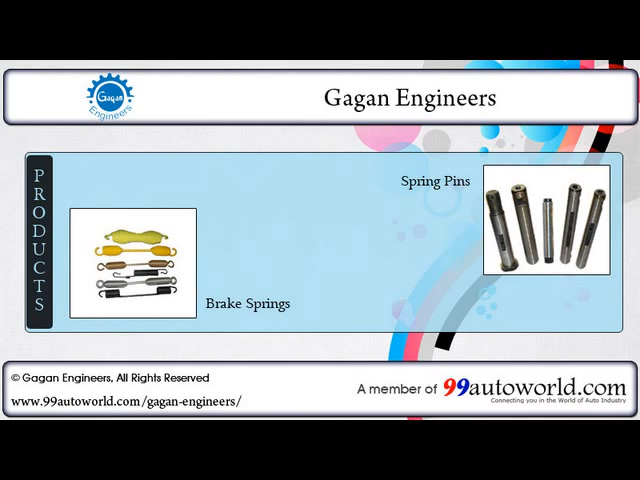 Gagan
Engineers
Gagan Engineers
PRODUCTS
Spring Pins
Brake Springs
© Gagan Engineers, All Rights Reserved
www.99autoworld.com/gagan-engineers/
A member of 99autoworld.com
Connecting you in the World of Auto Industry